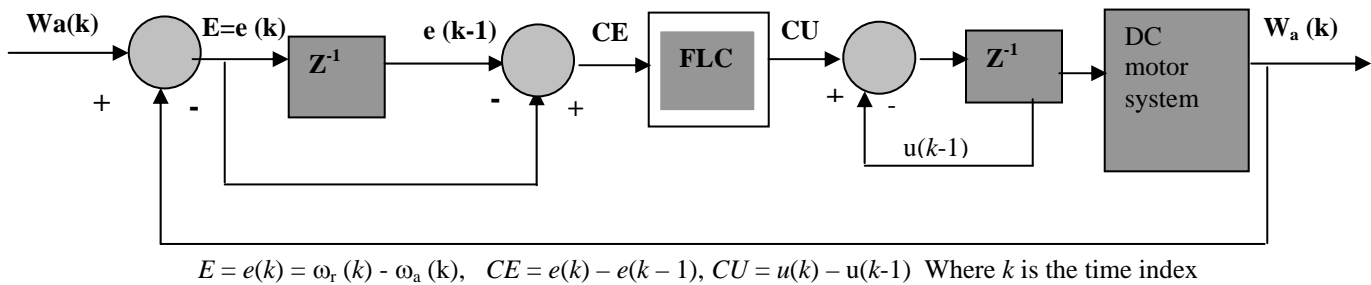 Wa(k) E=e (k) e (k-1) CE CU Wₐ (k)
Z⁻¹ FLC Z⁻¹ DC motor system
+ - - + + -
u(k-1)
E = e(k) = ωᵣ (k) - ωₐ (k), CE = e(k) – e(k – 1), CU = u(k) – u(k-1) Where k is the time index